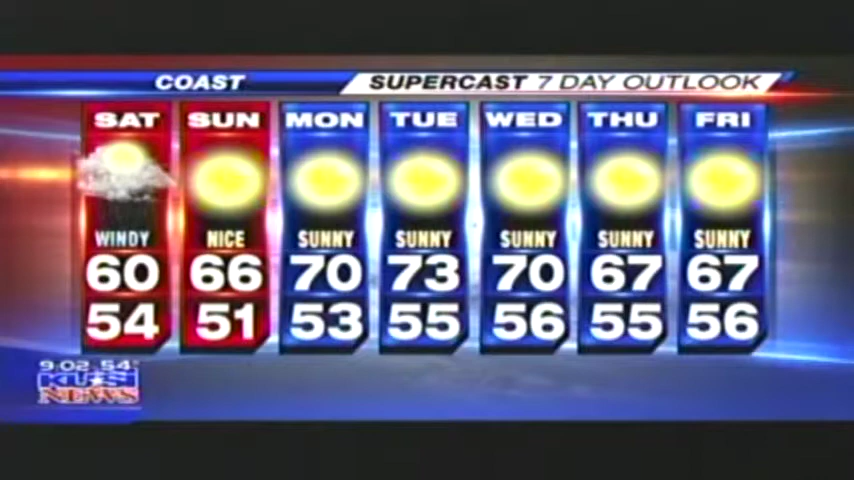 COAST
SUPERCAST 7 DAY OUTLOOK
SAT SUN MON TUE WED THU FRI
WINDY NICE SUNNY SUNNY SUNNY SUNNY SUNNY
60 66 70 73 70 67 67
54 51 53 55 56 55 56
9:02 54°
KUSI
NEWS